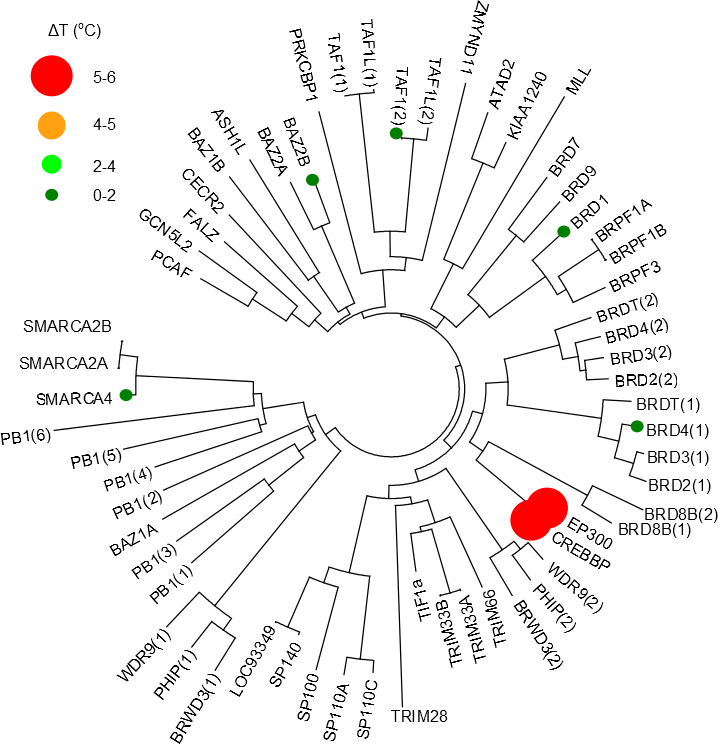 ΔT (ºC)
5-6
4-5
2-4
0-2
PRKCBP1
TAF1(1)
TAF1L(1)
TAF1(2)
TAF1L(2)
ZMYND11
ATAD2
KIAA1240
MLL
BRD7
BRD9
BRD1
BRPF1A
BRPF1B
BRPF3
BRDT(2)
BRD4(2)
BRD3(2)
BRD2(2)
BRDT(1)
BRD4(1)
BRD3(1)
BRD2(1)
BRD8B(2)
BRD8B(1)
EP300
CREBBP
WDR9(2)
PHIP(2)
BRWD3(2)
TRIM66
TRIM33A
TRIM33B
TIF1a
TRIM28
SP110C
SP110A
SP100
SP140
LOC93349
BRWD3(1)
PHIP(1)
WDR9(1)
PB1(1)
PB1(3)
BAZ1A
PB1(2)
PB1(4)
PB1(5)
PB1(6)
SMARCA4
SMARCA2A
SMARCA2B
PCAF
GCN5L2
FALZ
CECR2
BAZ1B
ASH1L
BAZ2A
BAZ2B